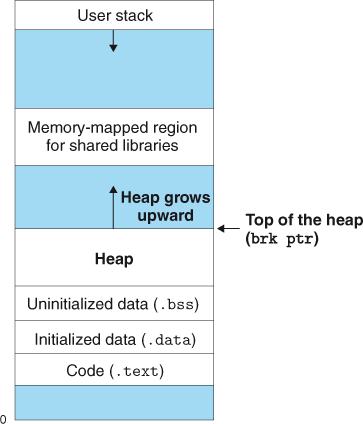 User stack
Memory-mapped region
for shared libraries
Heap grows
upward
Top of the heap
(brk ptr)
Heap
Uninitialized data (.bss)
Initialized data (.data)
Code (.text)
0